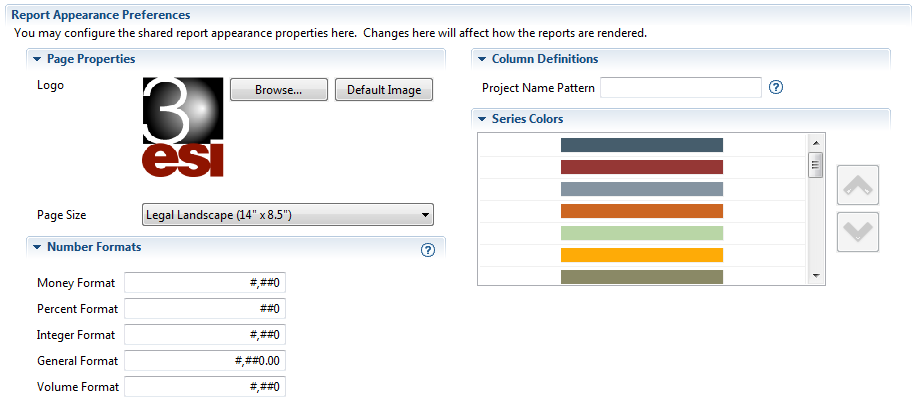 Report Appearance Preferences
You may configure the shared report appearance properties here. Changes here will affect how the reports are rendered.
Page Properties
Logo
3
esi
Browse...
Default Image
Page Size
Legal Landscape (14" x 8.5")
Number Formats
?
Money Format
#,##0
Percent Format
##0
Integer Format
#,##0
General Format
#,##0.00
Volume Format
#,##0
Column Definitions
Project Name Pattern
?
Series Colors